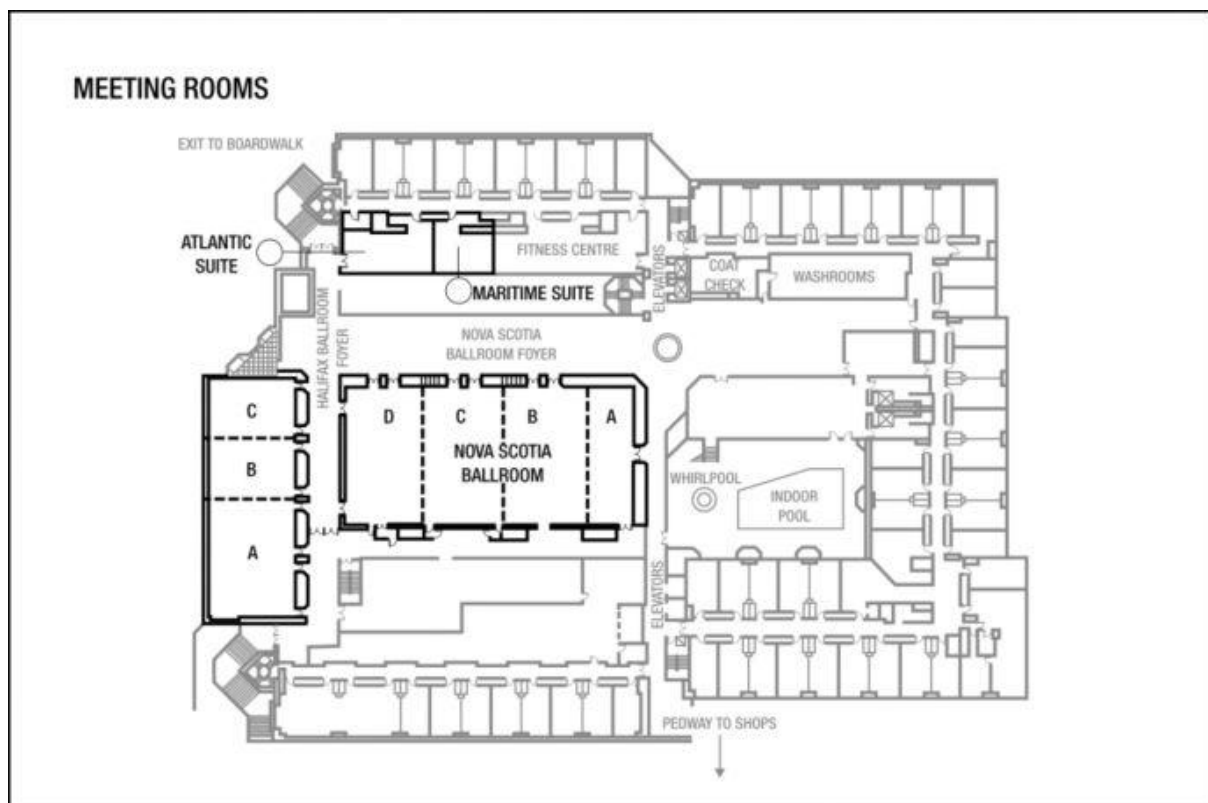 MEETING ROOMS
EXIT TO BOARDWALK
ATLANTIC
SUITE
FITNESS CENTRE
MARITIME SUITE
ELEVATORS
COAT
CHECK
WASHROOMS
HALIFAX BALLROOM
FOYER
NOVA SCOTIA
BALLROOM FOYER
C
B
A
D
C
B
A
NOVA SCOTIA
BALLROOM
WHIRLPOOL
INDOOR
POOL
ELEVATORS
PEDWAY TO SHOPS